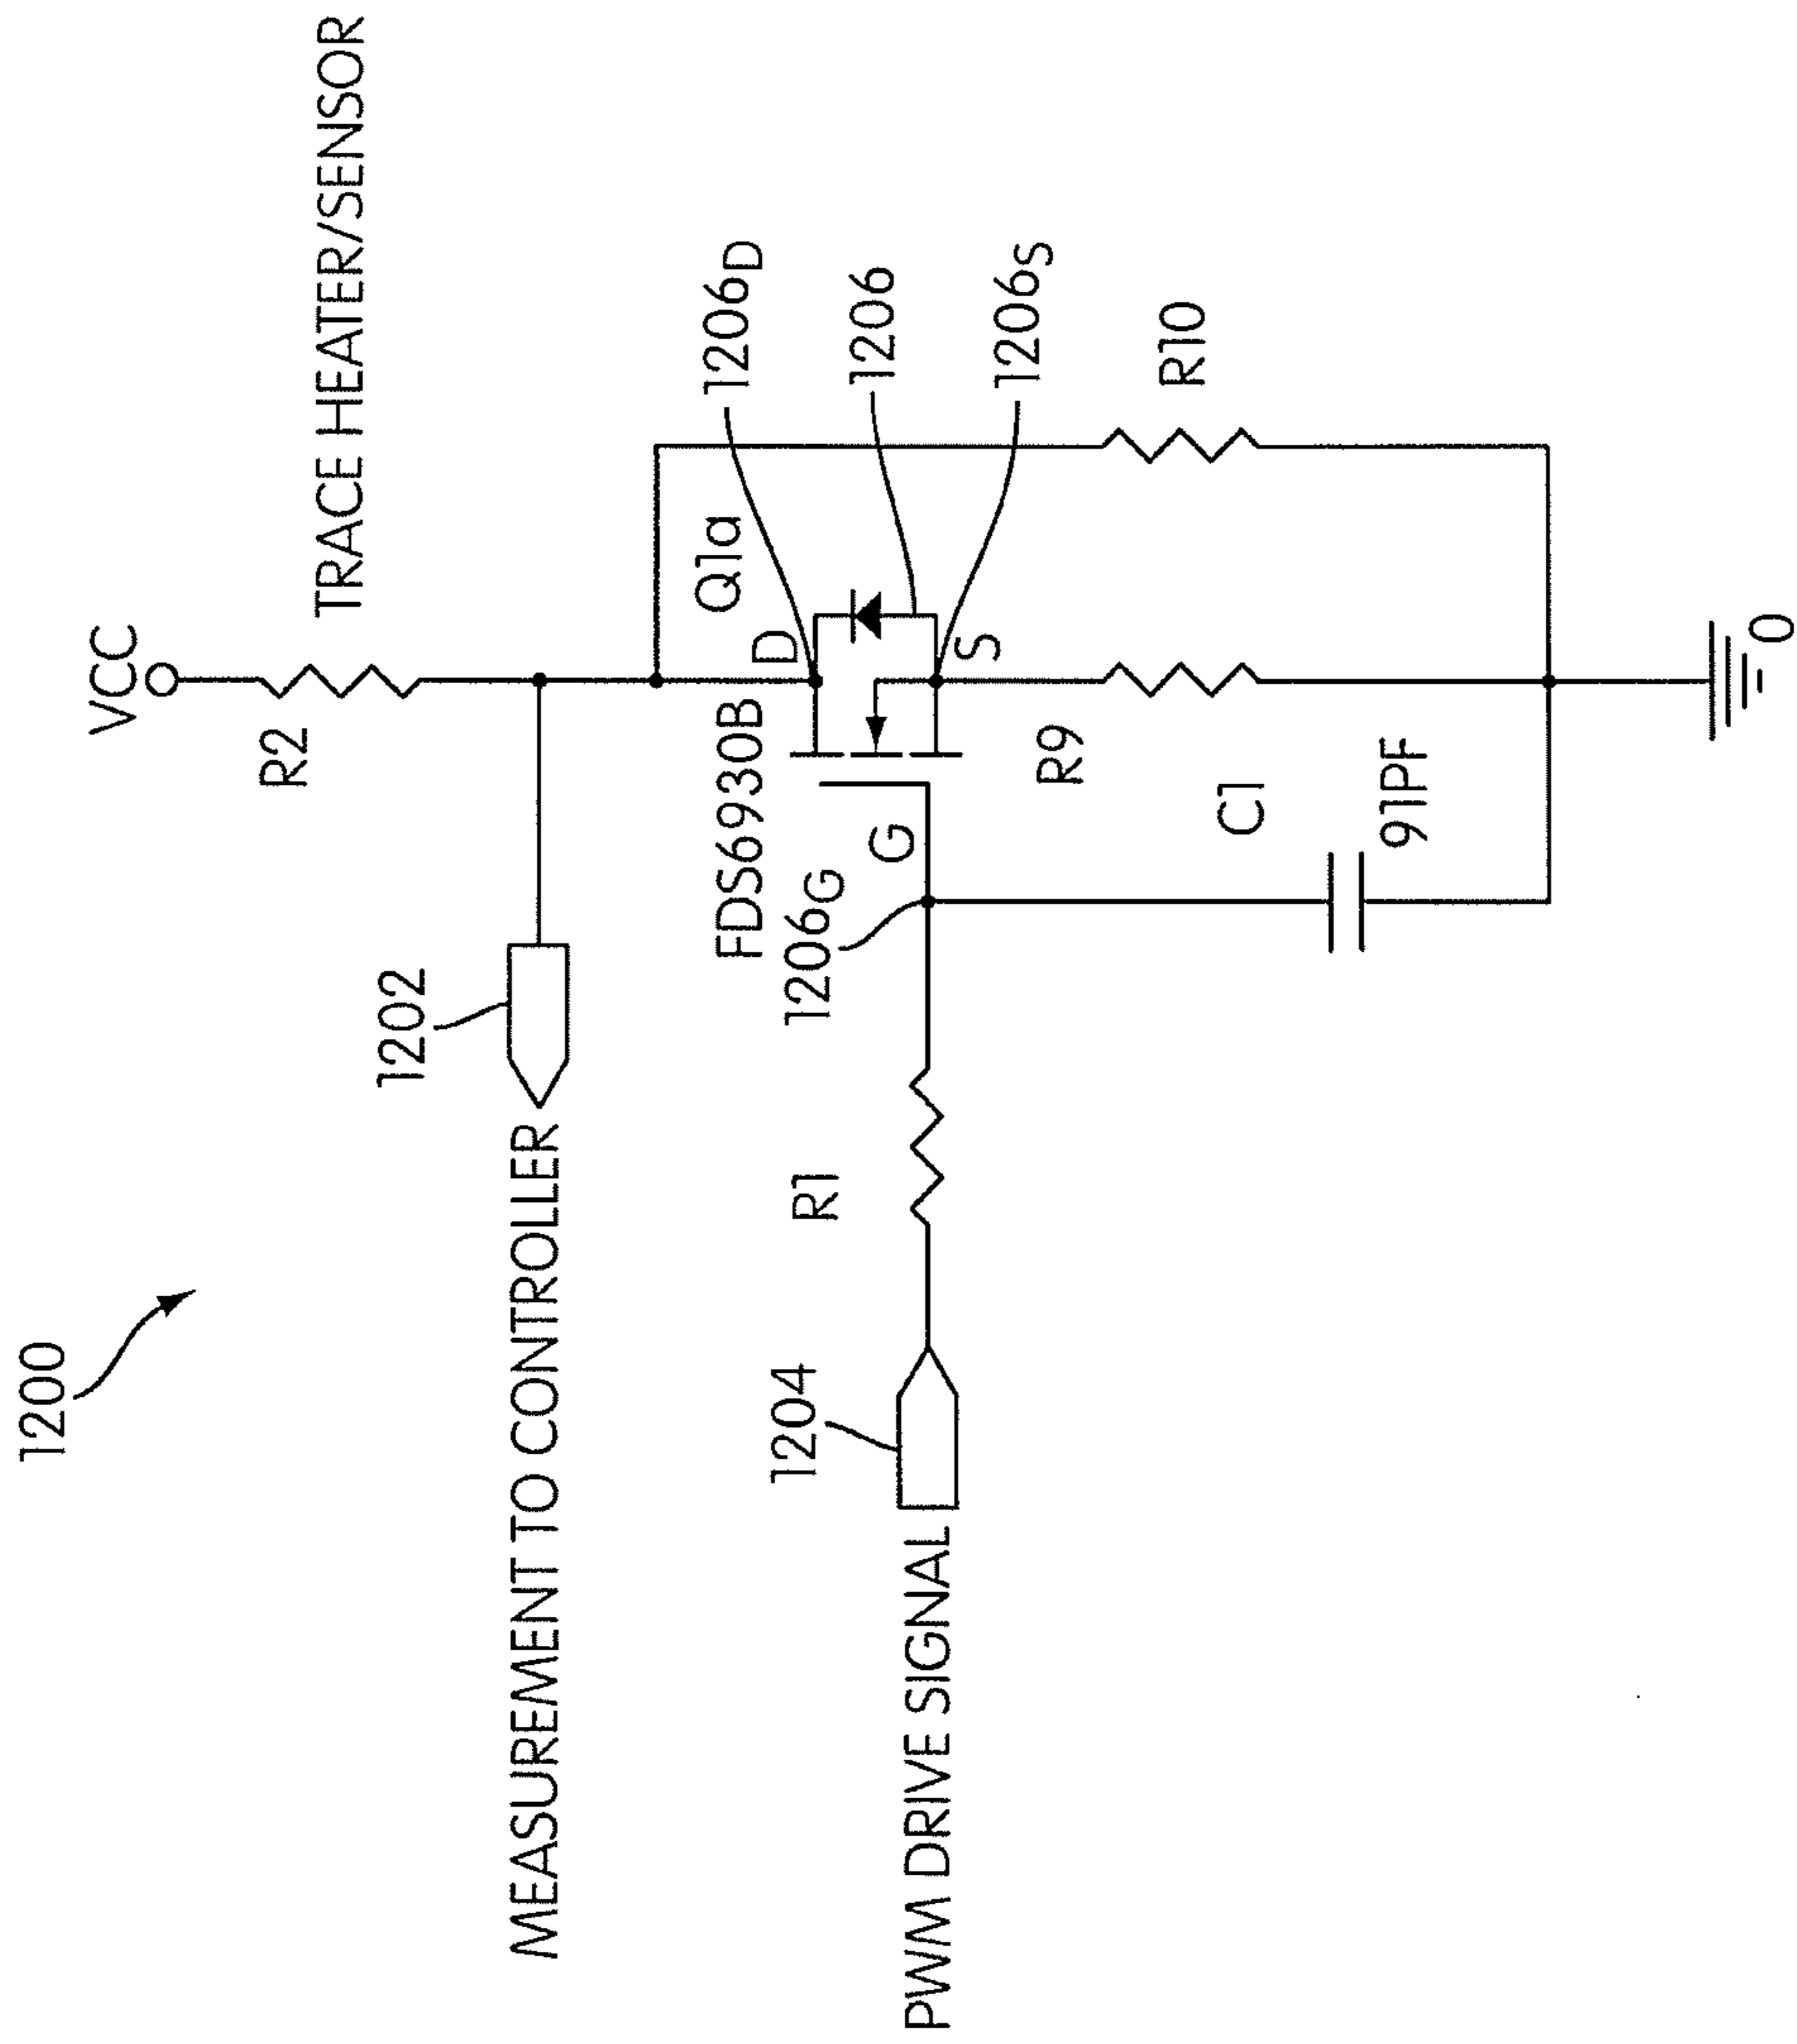 1200
VCC
R2
TRACE HEATER/SENSOR
1202
MEASUREMENT TO CONTROLLER
Q1a
D
1206D
FDS6930B
1206
1206G
G
S
1206S
1204
R1
PWM DRIVE SIGNAL
R9
R10
C1
91PF
0